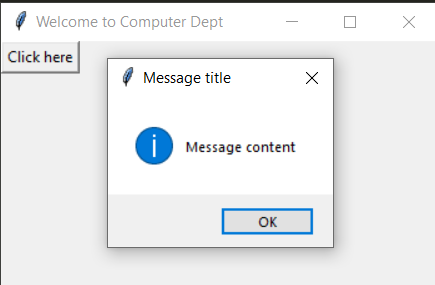 Welcome to Computer Dept
Click here
Message title
Message content
OK